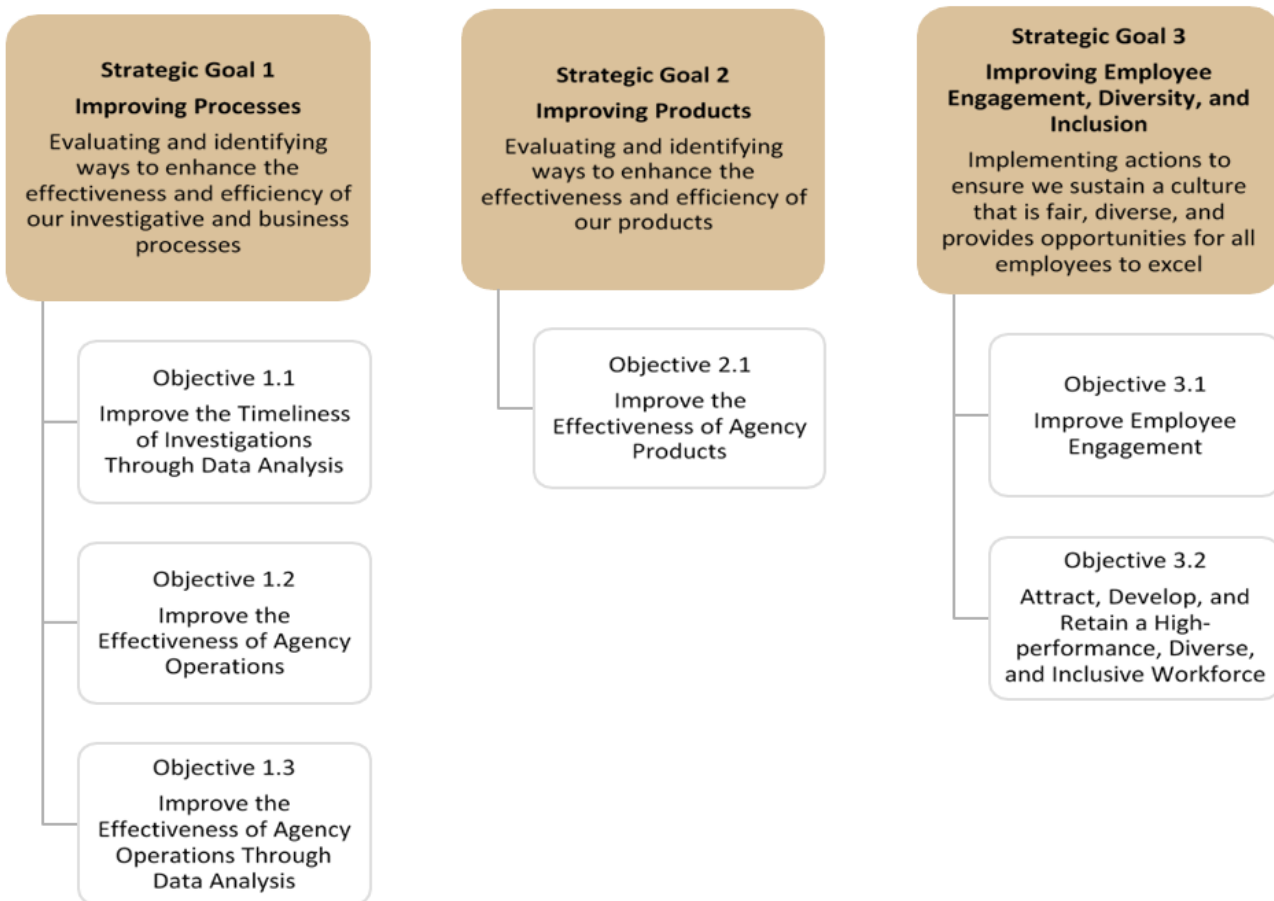 Strategic Goal 1
Improving Processes
Evaluating and identifying
ways to enhance the
effectiveness and efficiency of
our investigative and business
processes
Objective 1.1
Improve the Timeliness
of Investigations
Through Data Analysis
Objective 1.2
Improve the
Effectiveness of Agency
Operations
Objective 1.3
Improve the
Effectiveness of Agency
Operations Through
Data Analysis
Strategic Goal 2
Improving Products
Evaluating and identifying
ways to enhance the
effectiveness and efficiency of
our products
Objective 2.1
Improve the
Effectiveness of Agency
Products
Strategic Goal 3
Improving Employee
Engagement, Diversity, and
Inclusion
Implementing actions to
ensure we sustain a culture
that is fair, diverse, and
provides opportunities for all
employees to excel
Objective 3.1
Improve Employee
Engagement
Objective 3.2
Attract, Develop, and
Retain a High-
performance, Diverse,
and Inclusive Workforce